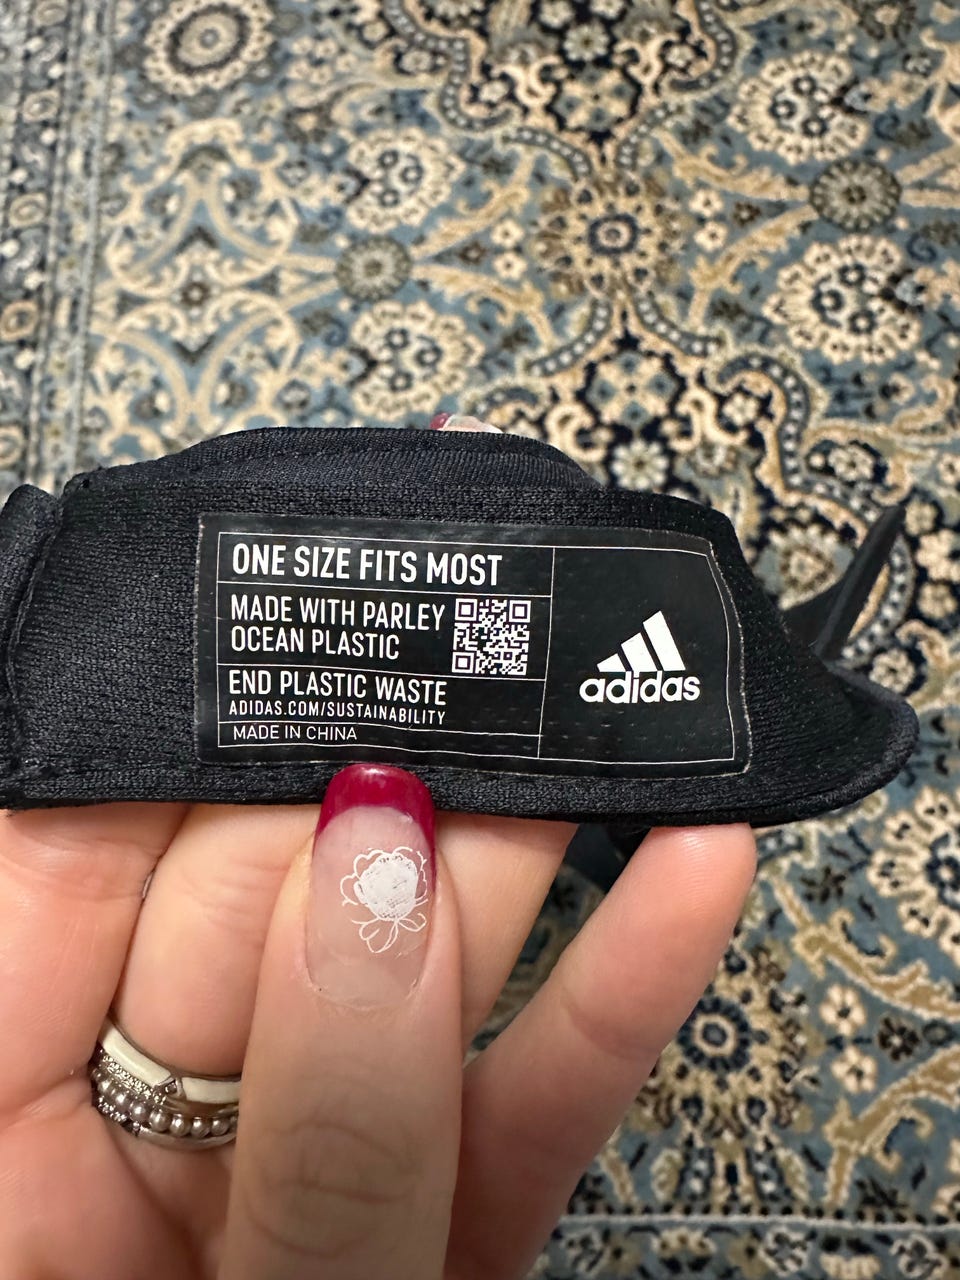 ONE SIZE FITS MOST
MADE WITH PARLEY
OCEAN PLASTIC
END PLASTIC WASTE
ADIDAS.COM/SUSTAINABILITY
MADE IN CHINA
adidas